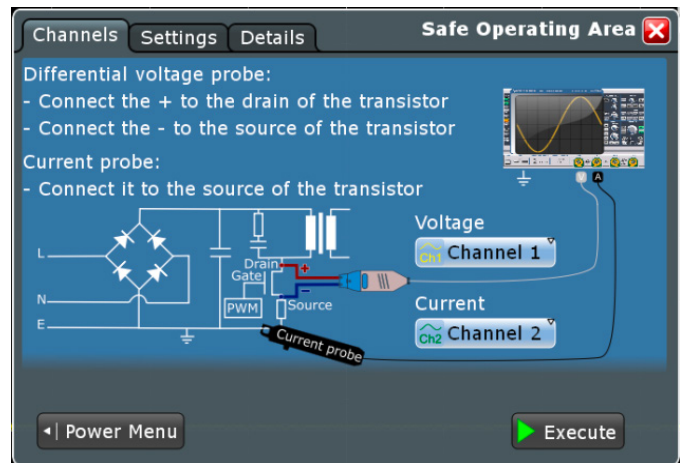 Channels Settings Details Safe Operating Area
Differential voltage probe:
- Connect the + to the drain of the transistor
- Connect the - to the source of the transistor
Current probe:
- Connect it to the source of the transistor
V A
Voltage
Ch1 Channel 1
L
Drain +
Gate
N
PWM - Source
Current
E
Current probe
Ch2 Channel 2
Power Menu Execute